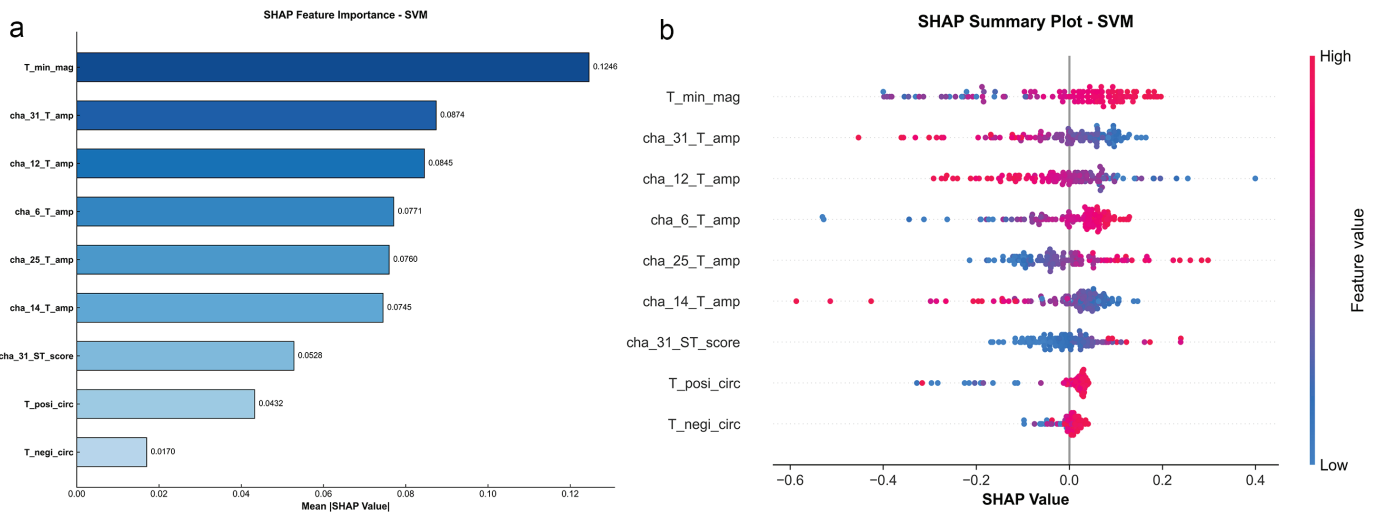 a
SHAP Feature Importance - SVM
T_min_mag
0.1246
cha_31_T_amp
0.0874
cha_12_T_amp
0.0845
cha_6_T_amp
0.0771
cha_25_T_amp
0.0760
cha_14_T_amp
0.0745
cha_31_ST_score
0.0528
T_posi_circ
0.0432
T_negi_circ
0.0170
0.00 0.02 0.04 0.06 0.08 0.10 0.12
Mean |SHAP Value|
b
SHAP Summary Plot - SVM
T_min_mag
cha_31_T_amp
cha_12_T_amp
cha_6_T_amp
cha_25_T_amp
cha_14_T_amp
cha_31_ST_score
T_posi_circ
T_negi_circ
−0.6 −0.4 −0.2 0.0 0.2 0.4
SHAP Value
High
Feature value
Low